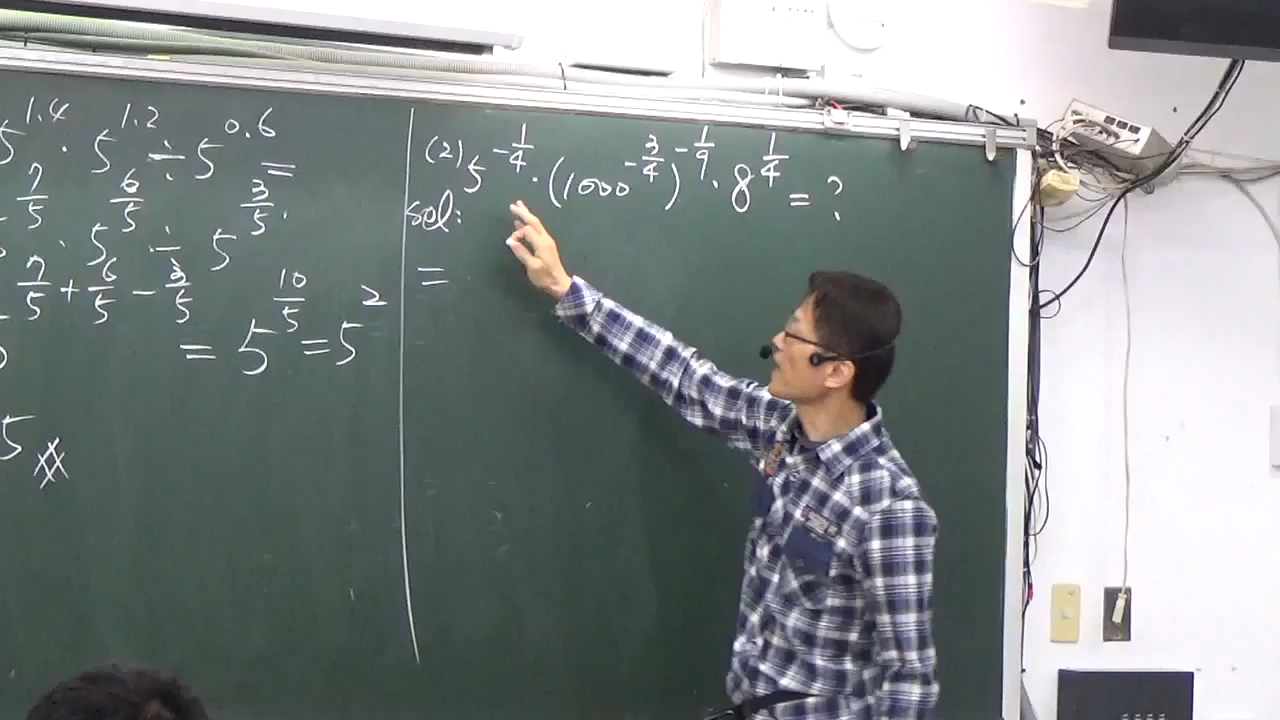 5^{1.4} · 5^{1.2} ÷ 5^{0.6} =
^{7/5} · 5^{6/5} ÷ 5^{3/5}
^{7/5 + 6/5 - 3/5} = 5^{10/5} = 5^2
5
(2) 5^{-1/4} · (1000^{-3/4})^{-1/9} · 8^{1/4} = ?
sol:
=